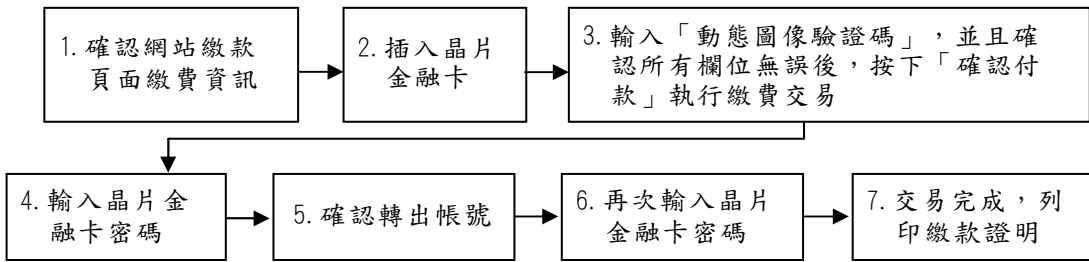 1. 確認網站繳款
頁面繳費資訊
2. 插入晶片
金融卡
3. 輸入「動態圖像驗證碼」，並且確
認所有欄位無誤後，按下「確認付
款」執行繳費交易
4. 輸入晶片金
融卡密碼
5. 確認轉出帳號
6. 再次輸入晶片
金融卡密碼
7. 交易完成，列
印繳款證明